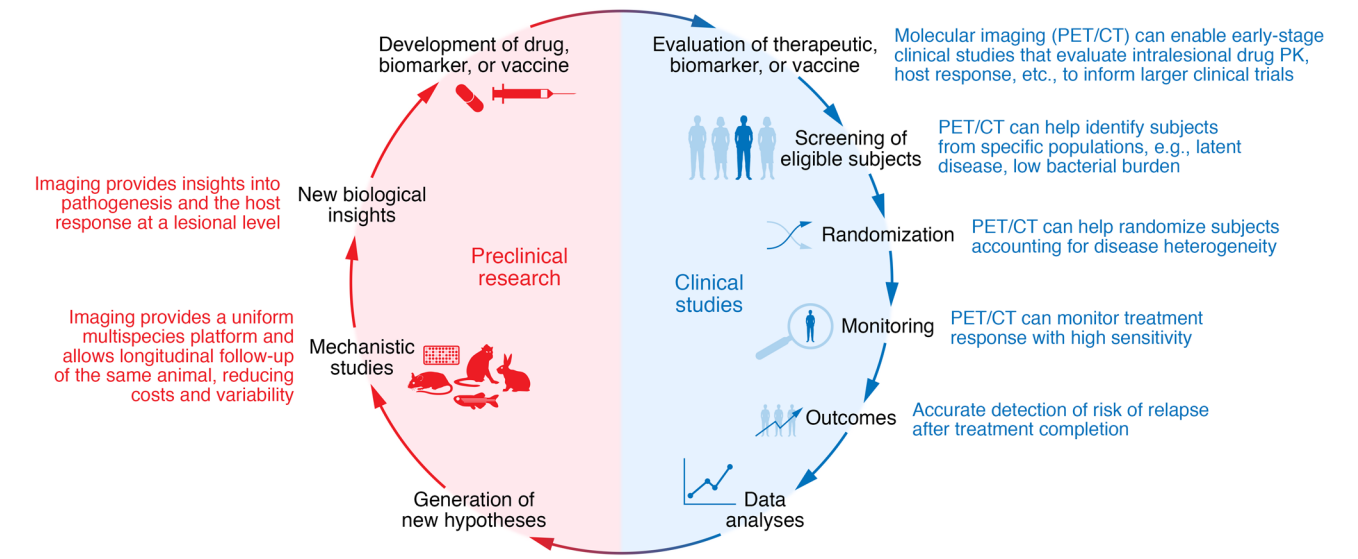 Development of drug,
biomarker, or vaccine
Evaluation of therapeutic,
biomarker, or vaccine
Molecular imaging (PET/CT) can enable early-stage
clinical studies that evaluate intralesional drug PK,
host response, etc., to inform larger clinical trials
Screening of
eligible subjects
PET/CT can help identify subjects
from specific populations, e.g., latent
disease, low bacterial burden
Imaging provides insights into
pathogenesis and the host
response at a lesional level
New biological
insights
Randomization
PET/CT can help randomize subjects
accounting for disease heterogeneity
Preclinical
research
Clinical
studies
Imaging provides a uniform
multispecies platform and
allows longitudinal follow-up
of the same animal, reducing
costs and variability
Mechanistic
studies
Monitoring
PET/CT can monitor treatment
response with high sensitivity
Outcomes
Accurate detection of risk of relapse
after treatment completion
Generation of
new hypotheses
Data
analyses